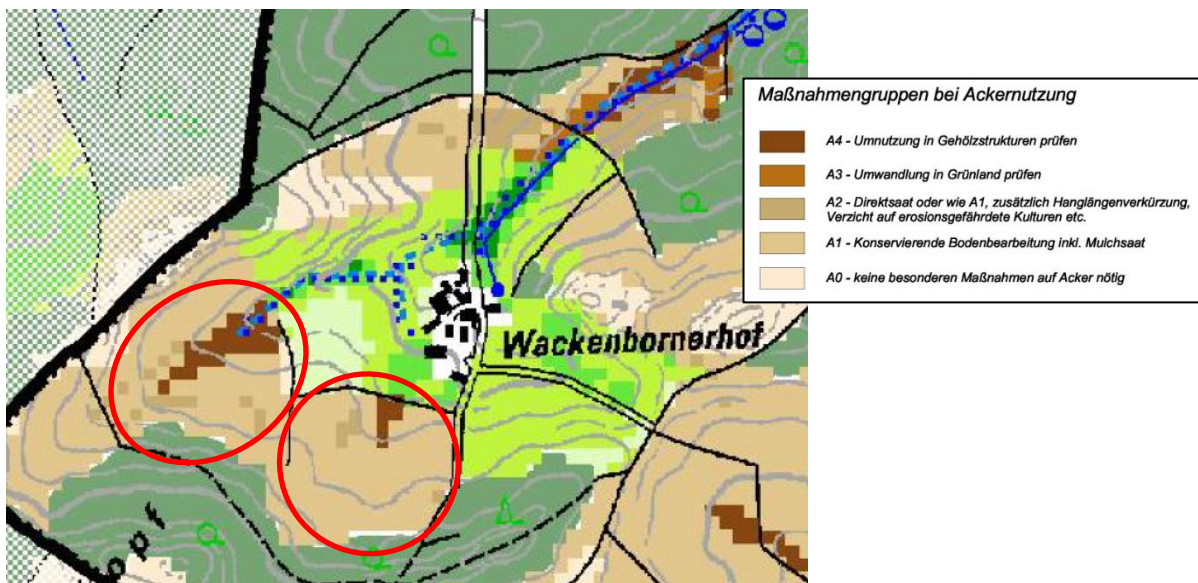 Maßnahmengruppen bei Ackernutzung
A4 - Umnutzung in Gehölzstrukturen prüfen
A3 - Umwandlung in Grünland prüfen
A2 - Direktsaat oder wie A1, zusätzlich Hanglängenverkürzung,
Verzicht auf erosionsgefährdete Kulturen etc.
A1 - Konservierende Bodenbearbeitung inkl. Mulchsaat
A0 - keine besonderen Maßnahmen auf Acker nötig
Wackenbornerhof
opf